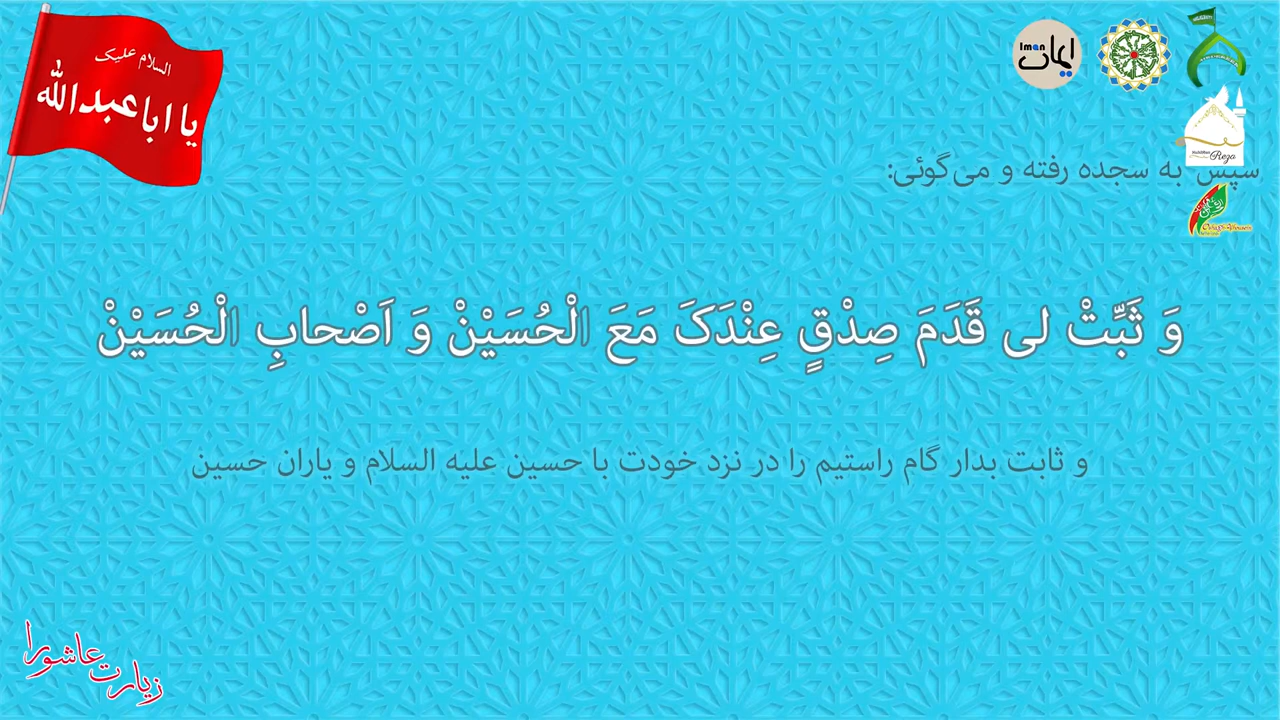 السلام علیک
یا اباعبدالله
ایمان
Iman
Reza
سپس به سجده رفته و می‌گوئی:
وَ ثَبِّتْ لی قَدَمَ صِدْقٍ عِنْدَکَ مَعَ الْحُسَیْنْ وَ اَصْحابِ الْحُسَیْنْ
و ثابت بدار گام راستیم را در نزد خودت با حسین علیه السلام و یاران حسین
زیارت عاشورا